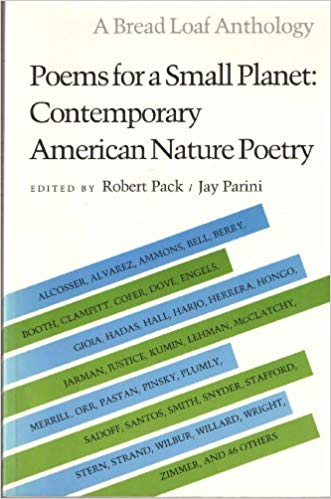 A Bread Loaf Anthology
Poems for a Small Planet:
Contemporary
American Nature Poetry
EDITED BY Robert Pack / Jay Parini
ALCOSSER, ALVAREZ, AMMONS, BELL, BERRY,
BOOTH, CLAMPITT, COFER, DOVE, ENGELS,
GIOIA, HADAS, HALL, HARJO, HERRERA, HONGO,
JARMAN, JUSTICE, KUMIN, LEHMAN, McCLATCHY,
MERRILL, ORR, PASTAN, PINSKY, PLUMLY,
SADOFF, SANTOS, SMITH, SNYDER, STAFFORD,
STERN, STRAND, WILBUR, WILLARD, WRIGHT,
ZIMMER, AND 46 OTHERS